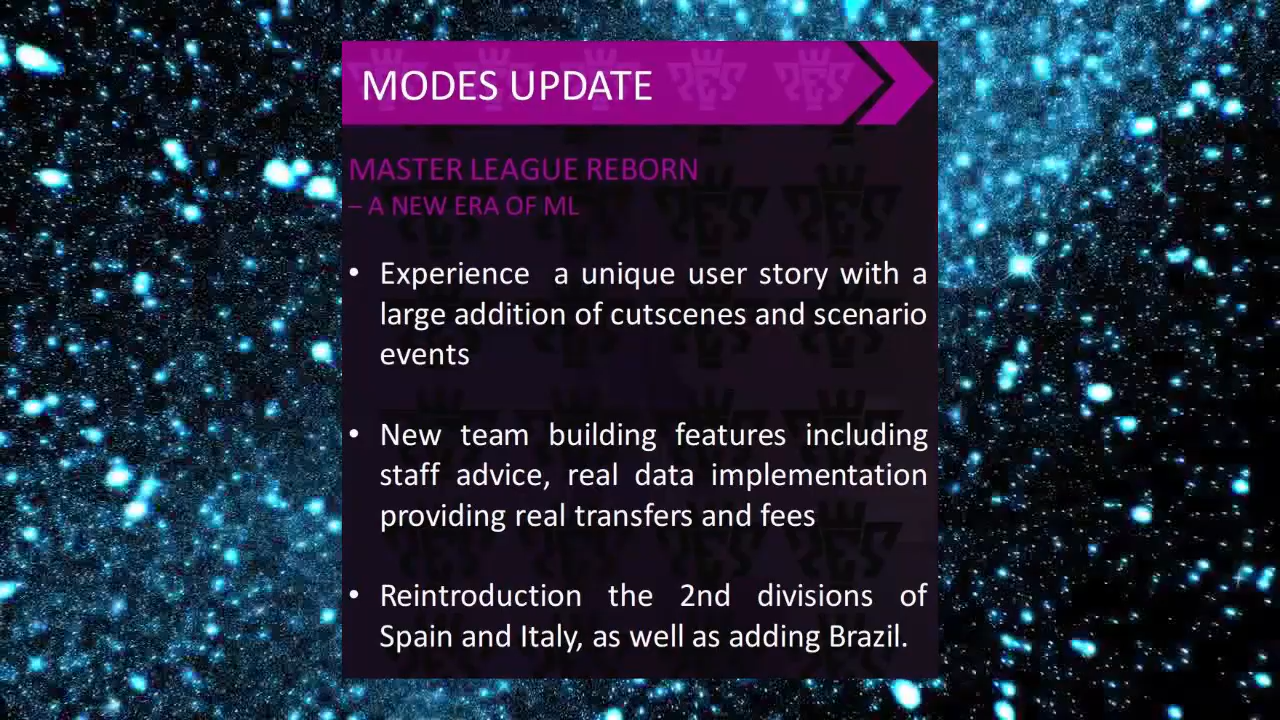 MODES UPDATE
MASTER LEAGUE REBORN
– A NEW ERA OF ML
• Experience a unique user story with a
large addition of cutscenes and scenario
events
• New team building features including
staff advice, real data implementation
providing real transfers and fees
• Reintroduction the 2nd divisions of
Spain and Italy, as well as adding Brazil.